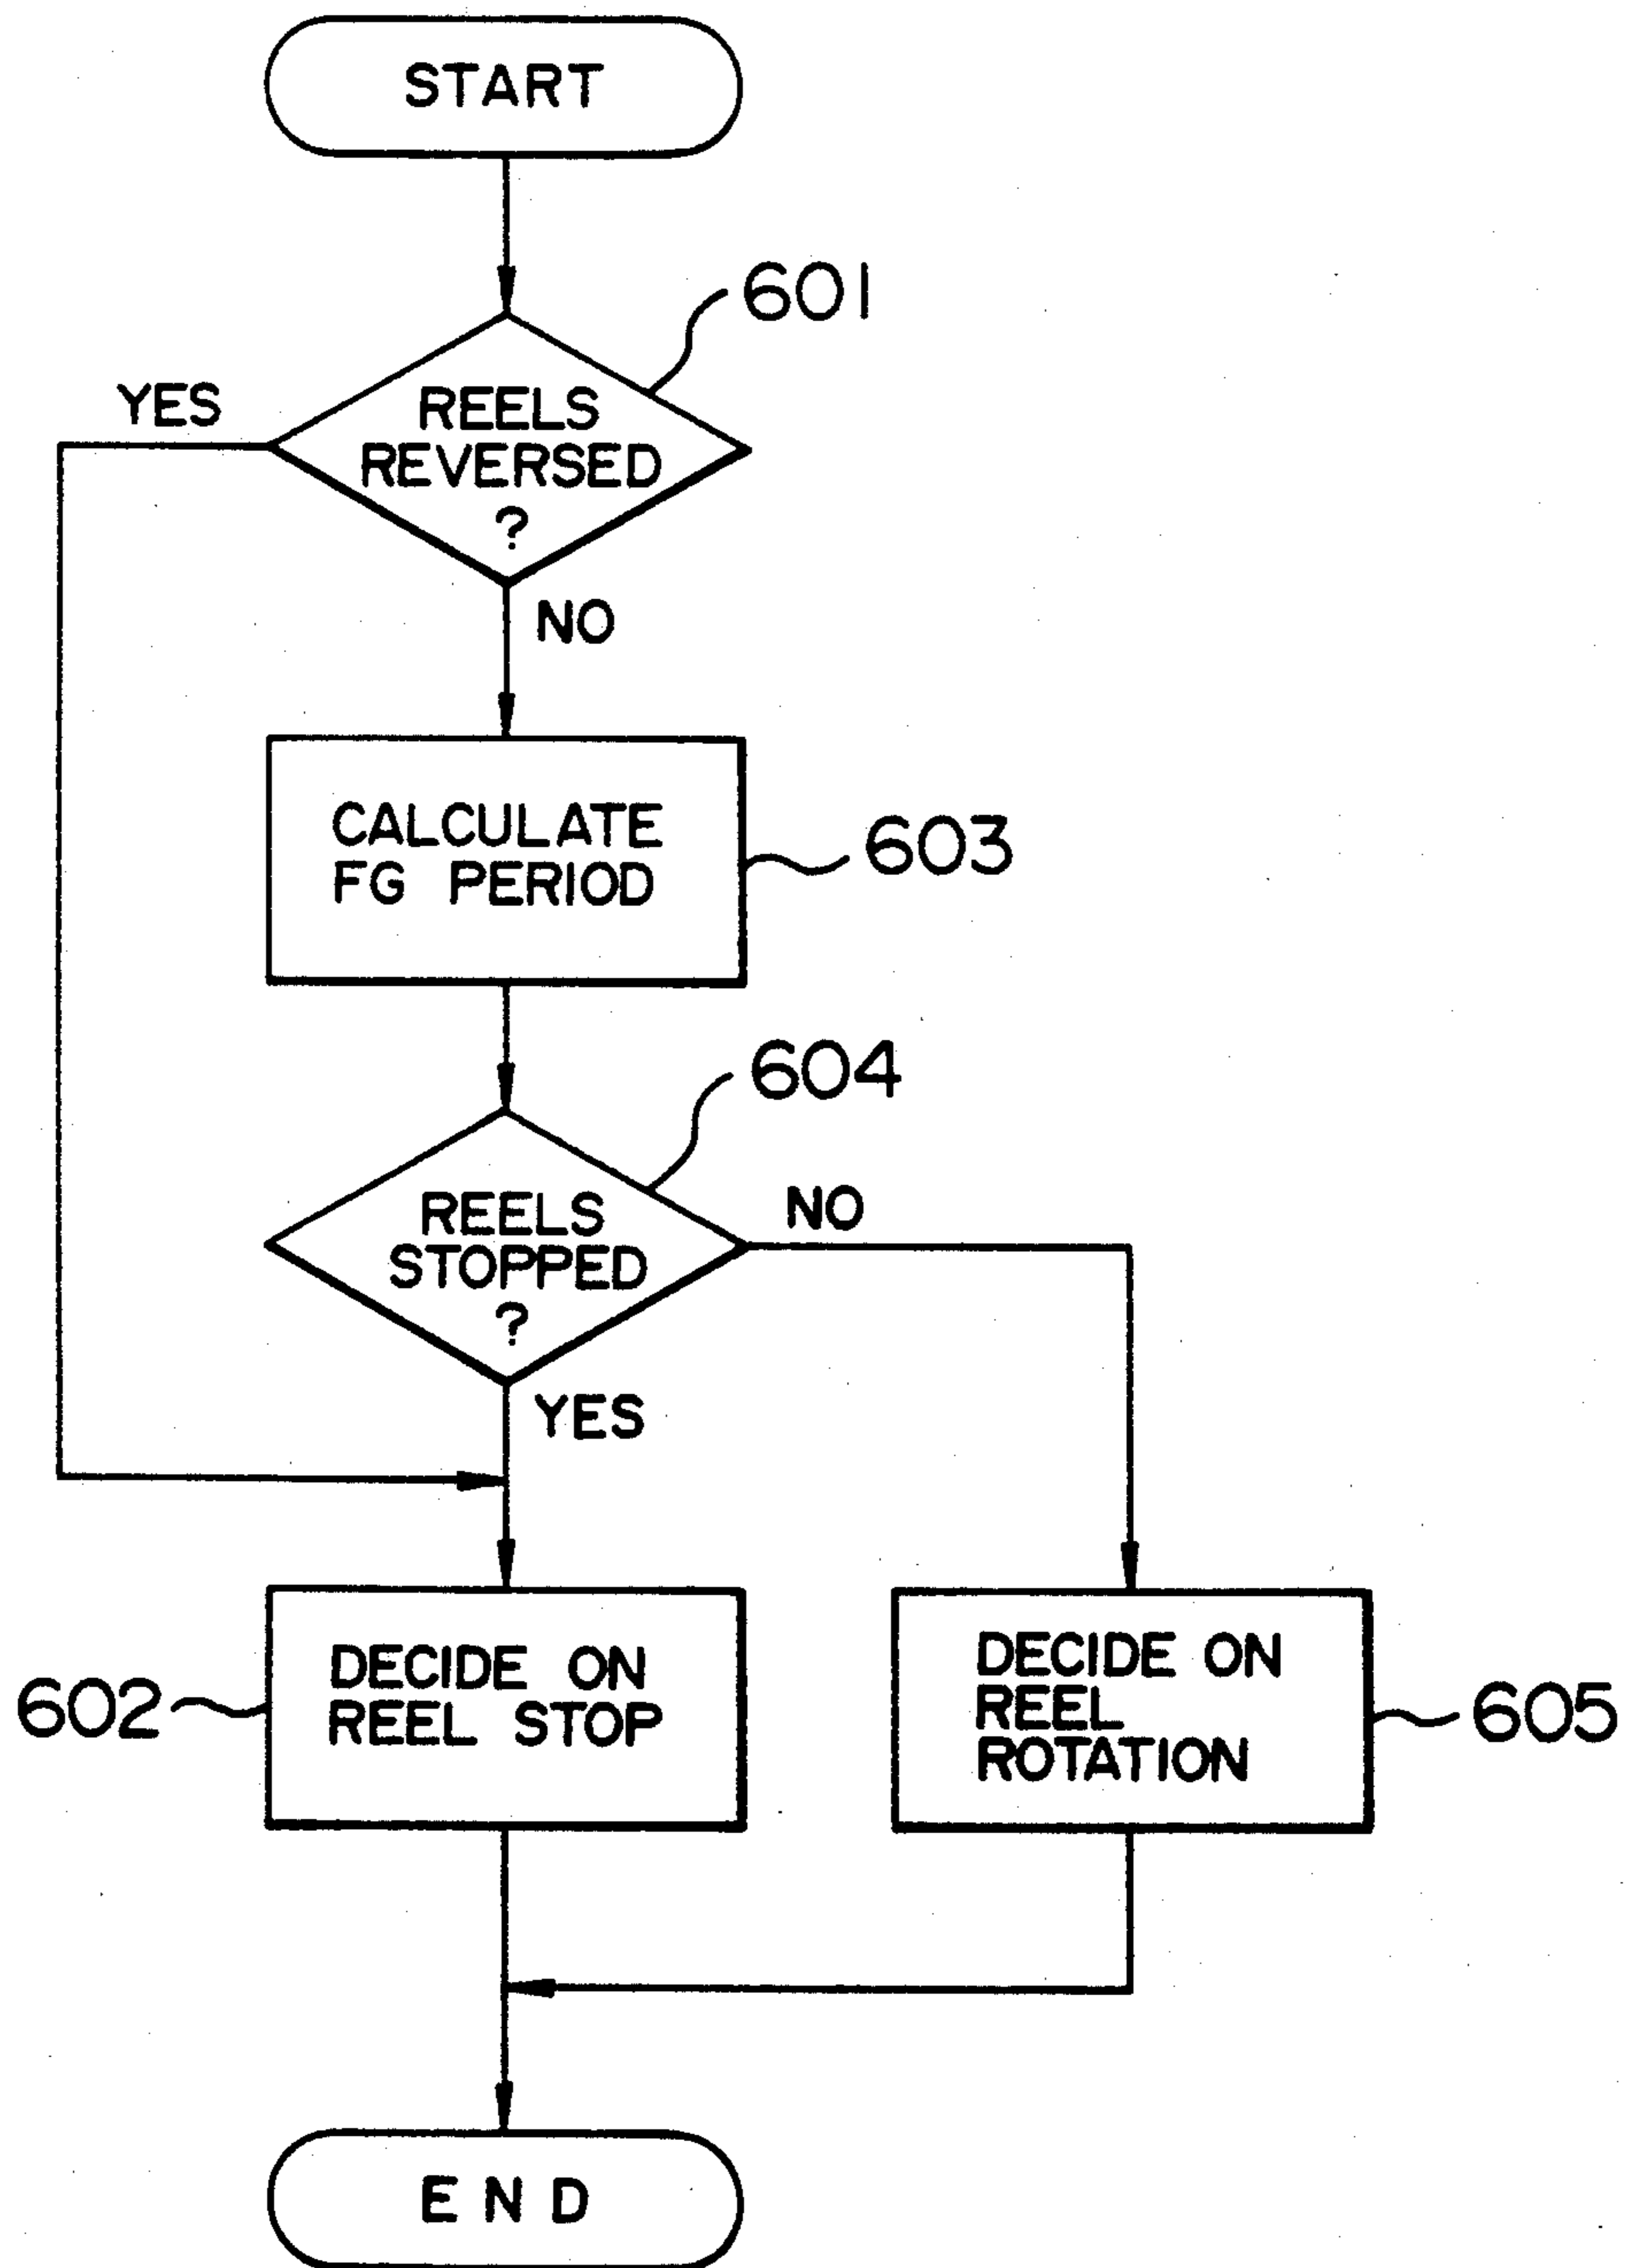 START
601
YES
REELS
REVERSED
?
NO
CALCULATE
FG PERIOD
603
604
REELS
STOPPED
?
NO
YES
DECIDE ON
REEL STOP
602
DECIDE ON
REEL
ROTATION
605
END